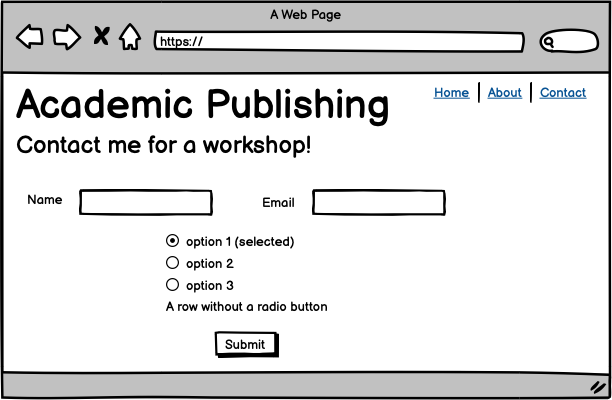 A Web Page
https://
Home | About | Contact
Academic Publishing
Contact me for a workshop!
Name
Email
option 1 (selected)
option 2
option 3
A row without a radio button
Submit